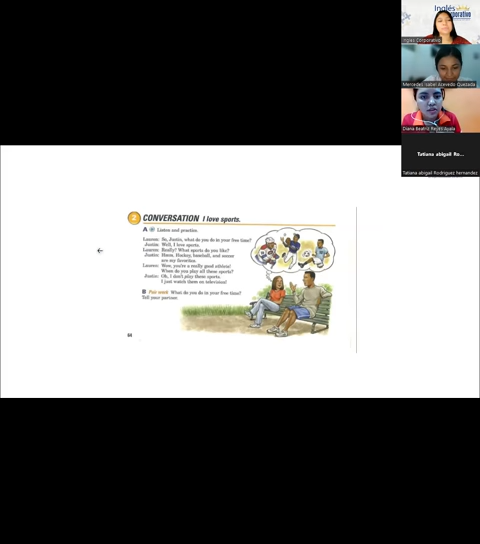 Inglés
Corporativo
Inglés Corporativo
Mercedes Isabel Acevedo Quezada
Diana Beatriz Reyes Ayala
Tatiana abigail Ro...
Tatiana abigail Rodriguez hernandez
2 CONVERSATION I love sports.
A Listen and practice.
Lauren: So, Justin, what do you do in your free time?
Justin: Well, I love sports.
Lauren: Really? What sports do you like?
Justin: Hmm. Hockey, baseball, and soccer
are my favorites.
Lauren: Wow, you're a really good athlete!
When do you play all these sports?
Justin: Oh, I don't play these sports.
I just watch them on television!
B Pair work What do you do in your free time?
Tell your partner.
64